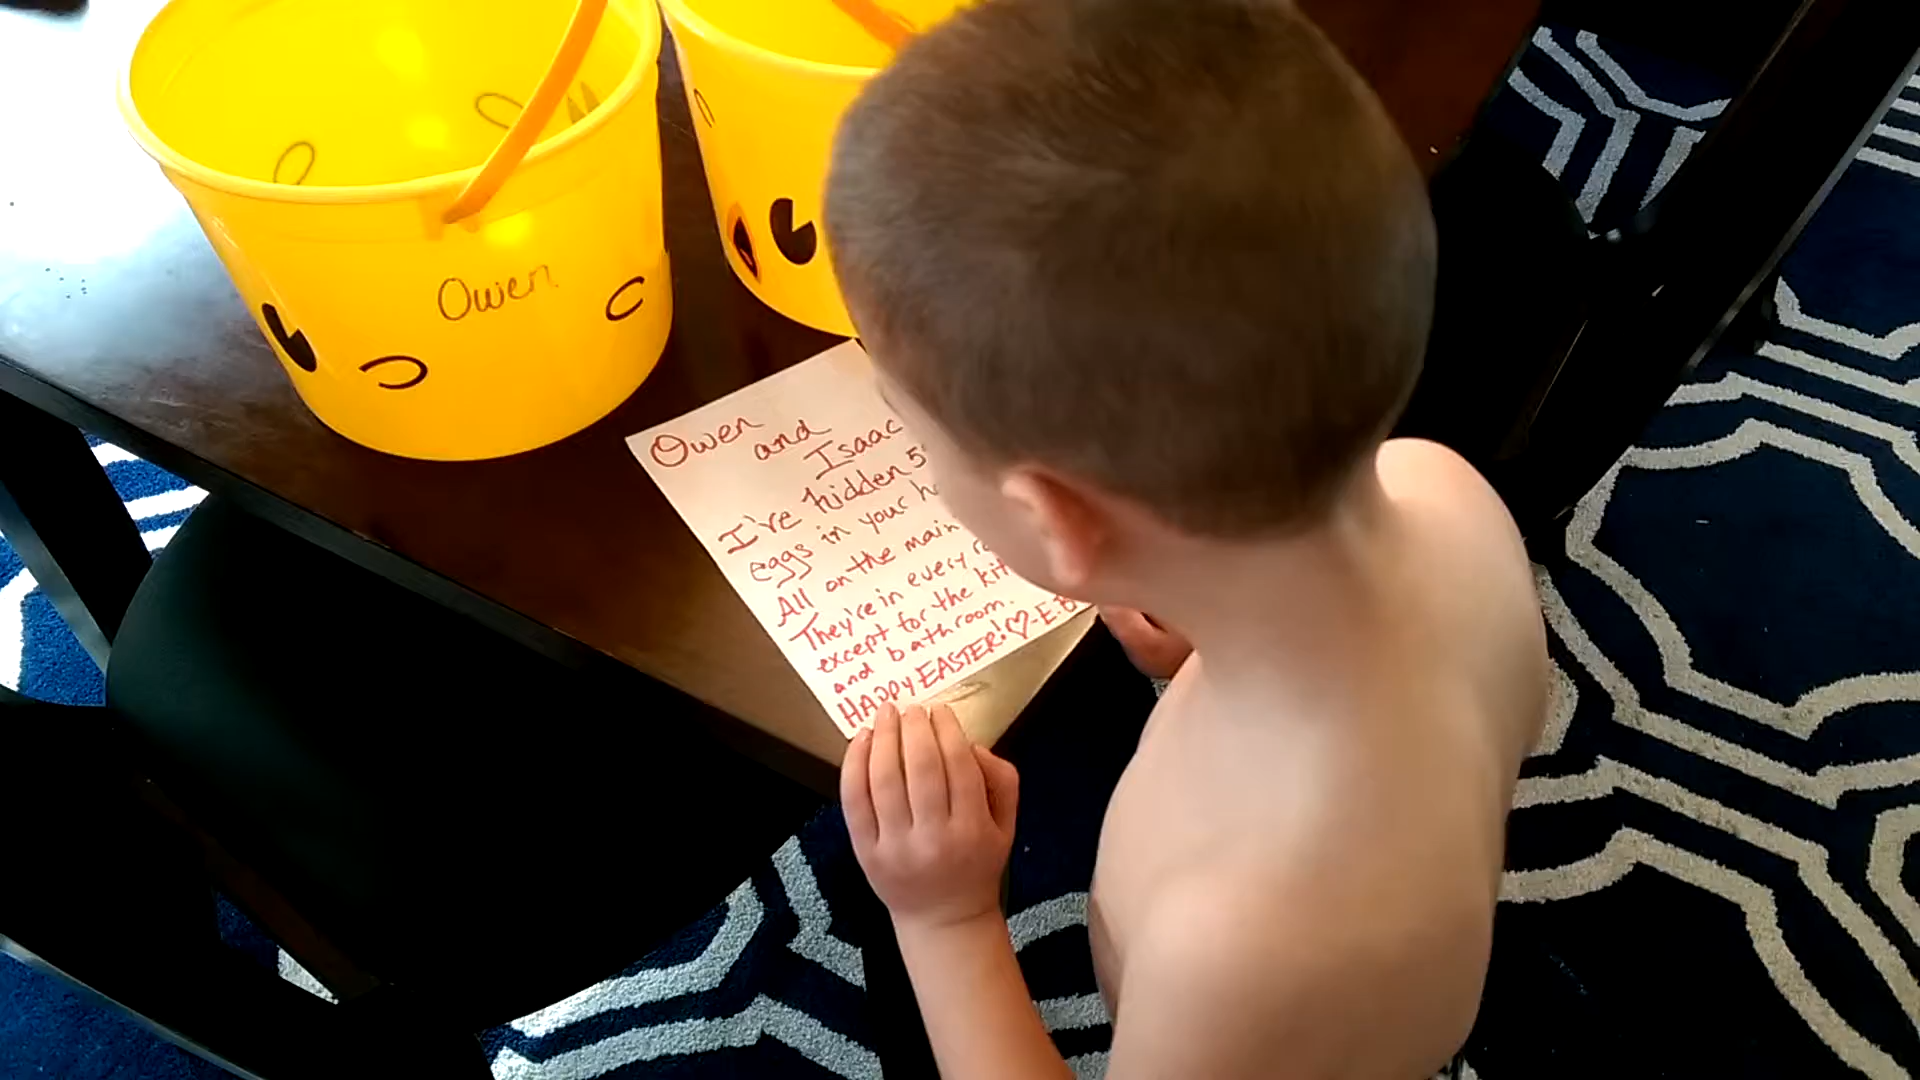 Owen
Owen and Isaac
I've hidden
eggs in your
All on the main
They're in every
except for the
and bathroom.
HAPPY EASTER! ♡-E.B